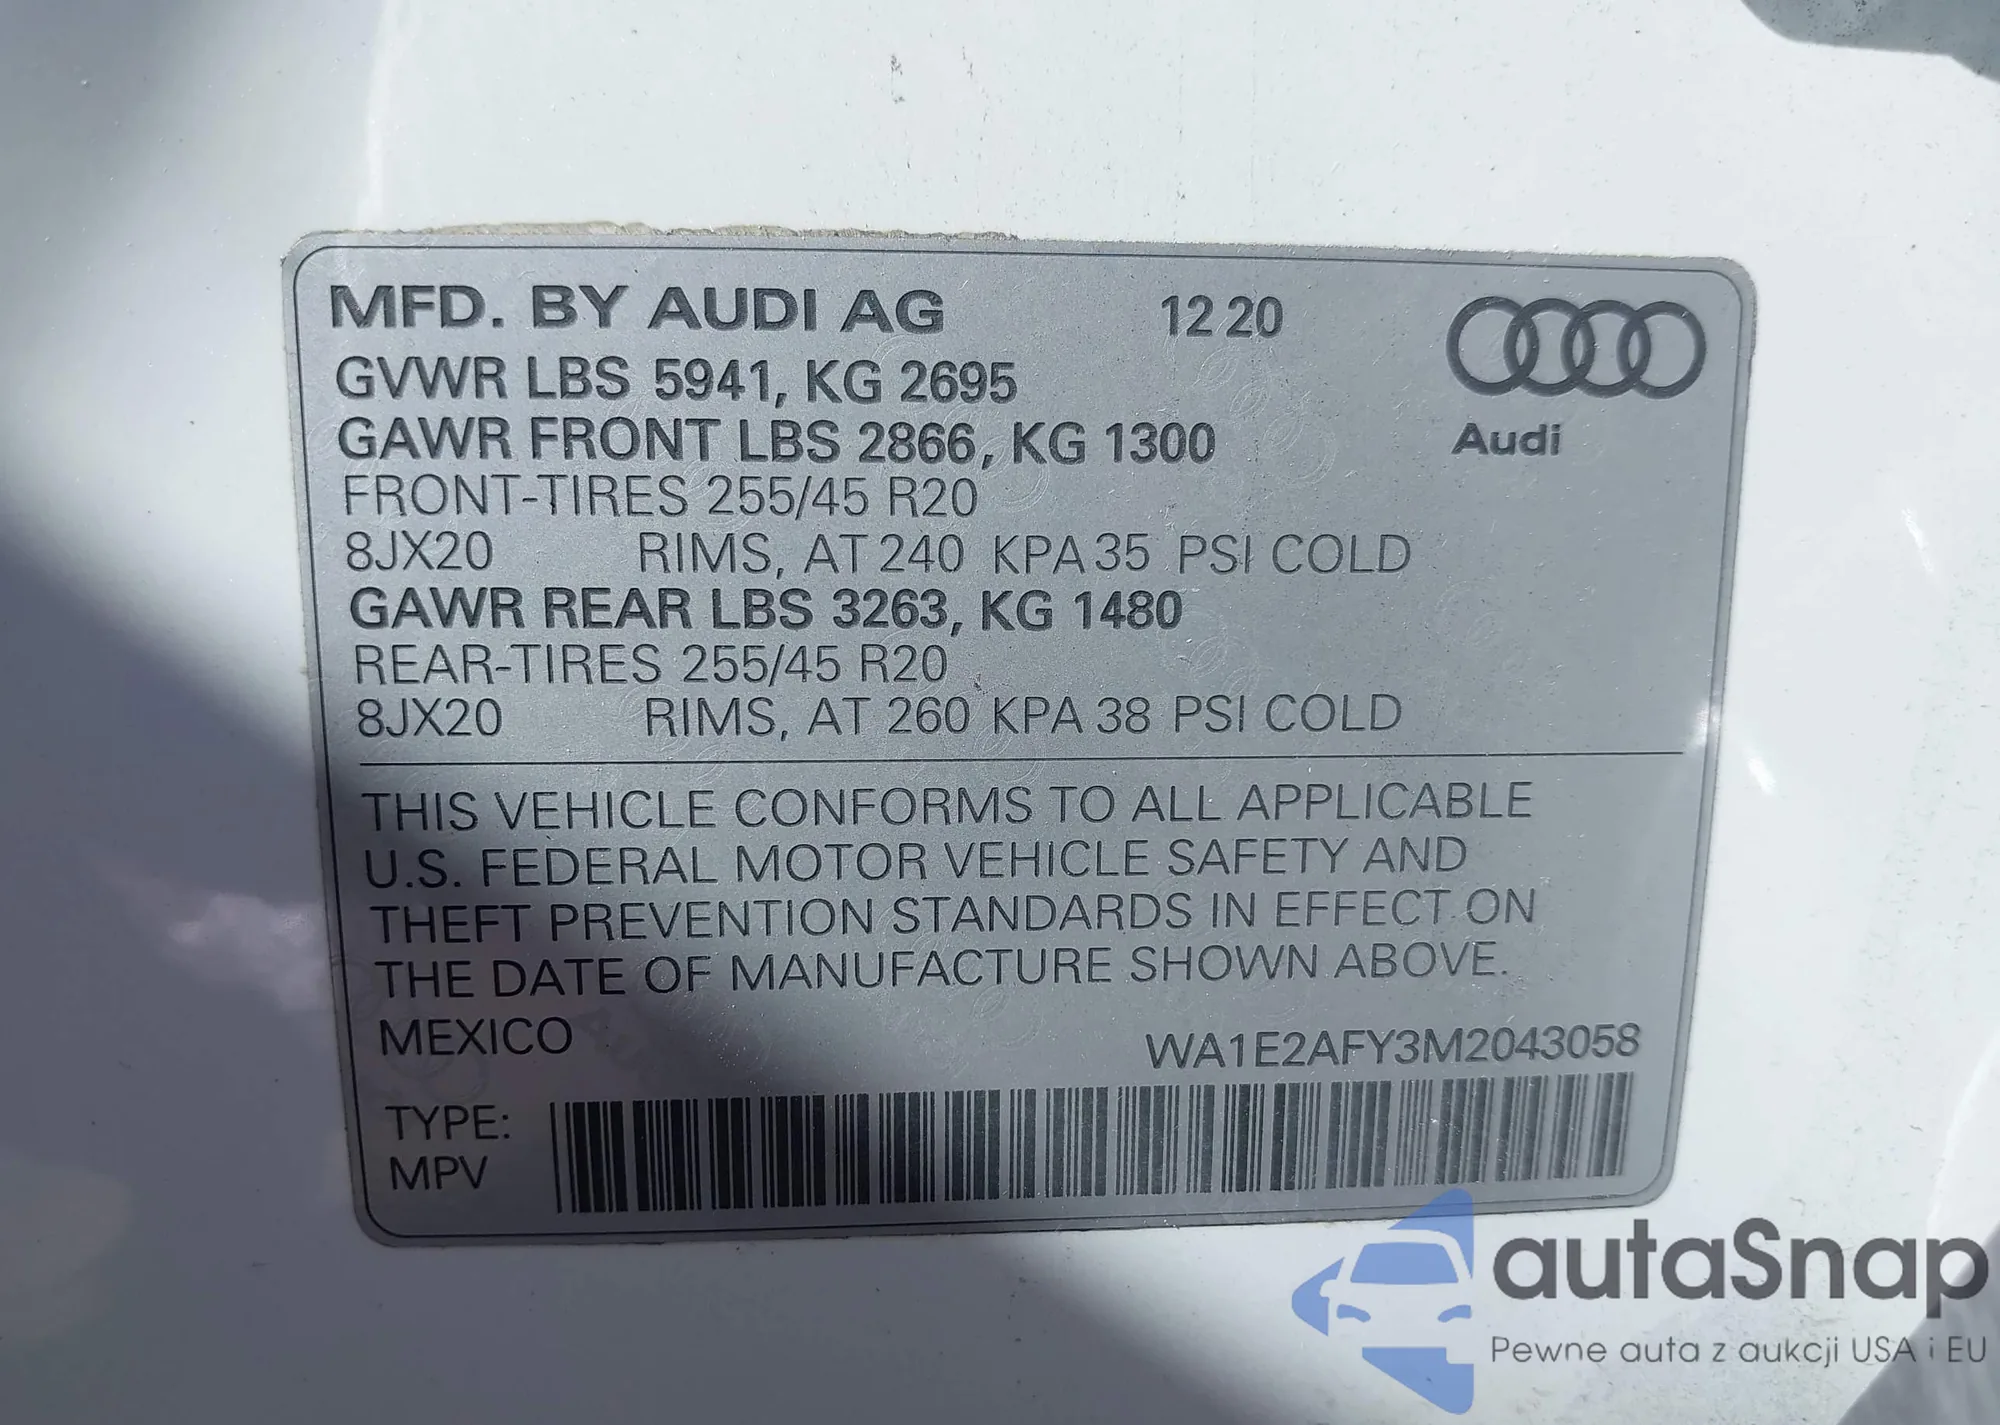 MFD. BY AUDI AG 12 20
GVWR LBS 5941, KG 2695
GAWR FRONT LBS 2866, KG 1300
Audi
FRONT-TIRES 255/45 R20
8JX20 RIMS, AT 240 KPA 35 PSI COLD
GAWR REAR LBS 3263, KG 1480
REAR-TIRES 255/45 R20
8JX20 RIMS, AT 260 KPA 38 PSI COLD
THIS VEHICLE CONFORMS TO ALL APPLICABLE
U.S. FEDERAL MOTOR VEHICLE SAFETY AND
THEFT PREVENTION STANDARDS IN EFFECT ON
THE DATE OF MANUFACTURE SHOWN ABOVE.
MEXICO WA1E2AFY3M2043058
TYPE:
MPV
autaSnap
Pewne auta z aukcji USA i EU